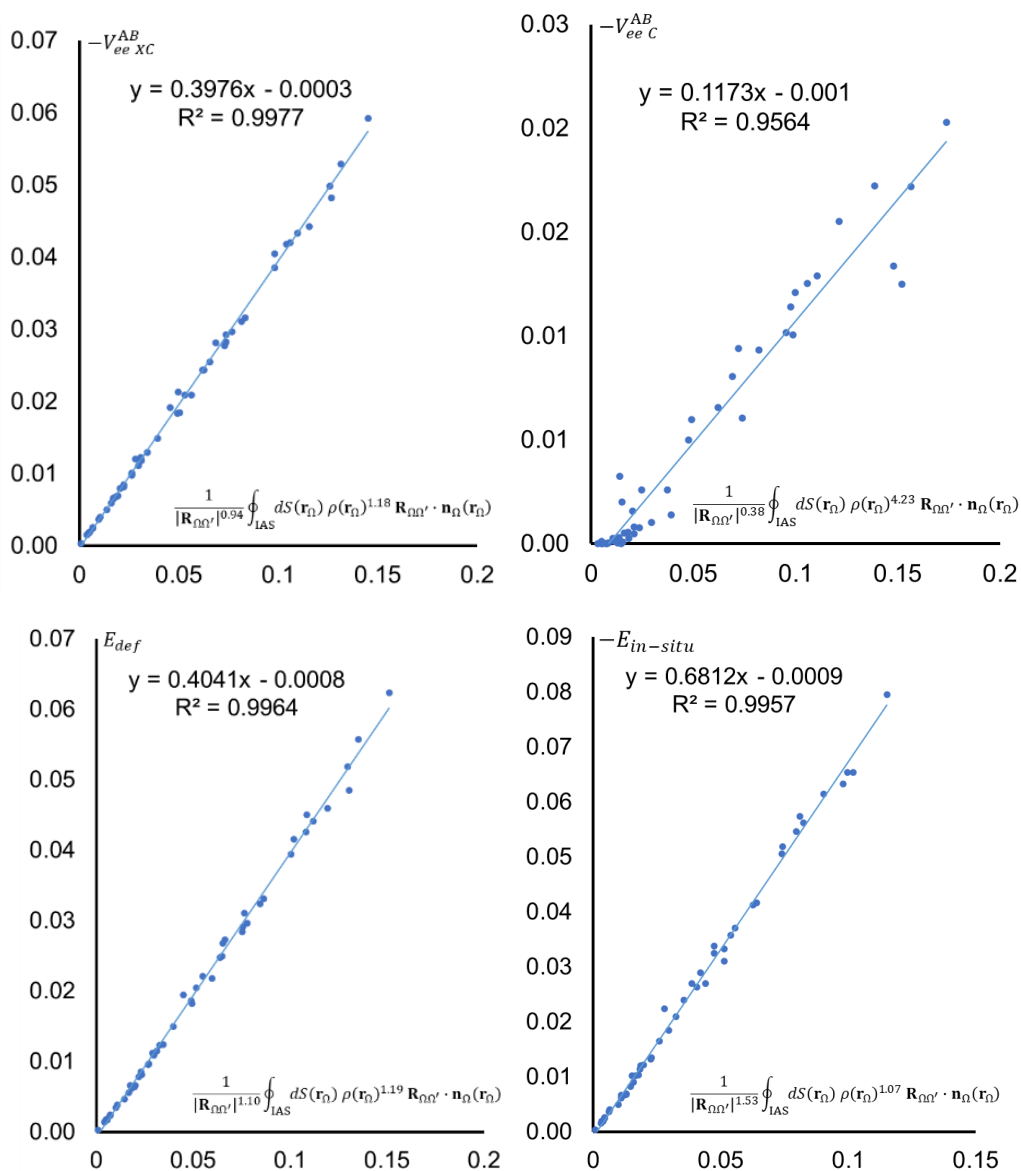 −V_{ee XC}^{AB}
y = 0.3976x - 0.0003
R² = 0.9977
0.07
0.06
0.05
0.04
0.03
0.02
0.01
0.00
\frac{1}{|R_{ΩΩ'}|^{0.94}} ∮_{IAS} dS(r_Ω) ρ(r_Ω)^{1.18} R_{ΩΩ'} · n_Ω(r_Ω)
0 0.05 0.1 0.15 0.2
−V_{ee C}^{AB}
y = 0.1173x - 0.001
R² = 0.9564
0.03
0.02
0.02
0.01
0.01
0.00
\frac{1}{|R_{ΩΩ'}|^{0.38}} ∮_{IAS} dS(r_Ω) ρ(r_Ω)^{4.23} R_{ΩΩ'} · n_Ω(r_Ω)
0 0.05 0.1 0.15 0.2
E_{def}
y = 0.4041x - 0.0008
R² = 0.9964
0.07
0.06
0.05
0.04
0.03
0.02
0.01
0.00
\frac{1}{|R_{ΩΩ'}|^{1.10}} ∮_{IAS} dS(r_Ω) ρ(r_Ω)^{1.19} R_{ΩΩ'} · n_Ω(r_Ω)
0 0.05 0.1 0.15 0.2
−E_{in−situ}
y = 0.6812x - 0.0009
R² = 0.9957
0.09
0.08
0.07
0.06
0.05
0.04
0.03
0.02
0.01
0.00
\frac{1}{|R_{ΩΩ'}|^{1.53}} ∮_{IAS} dS(r_Ω) ρ(r_Ω)^{1.07} R_{ΩΩ'} · n_Ω(r_Ω)
0 0.05 0.1 0.15